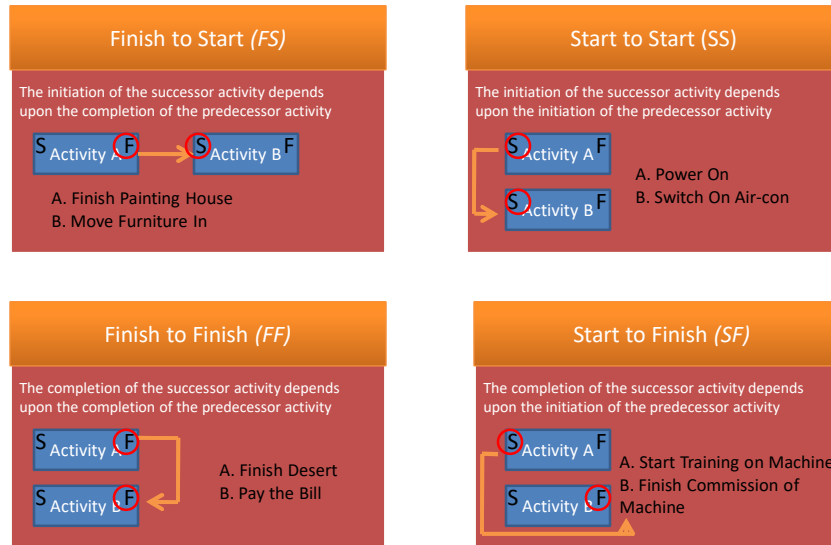 Finish to Start (FS)
The initiation of the successor activity depends
upon the completion of the predecessor activity
S Activity A F S Activity B F
A. Finish Painting House
B. Move Furniture In
Start to Start (SS)
The initiation of the successor activity depends
upon the initiation of the predecessor activity
S Activity A F
S Activity B F
A. Power On
B. Switch On Air-con
Finish to Finish (FF)
The completion of the successor activity depends
upon the completion of the predecessor activity
S Activity A F
S Activity B F
A. Finish Desert
B. Pay the Bill
Start to Finish (SF)
The completion of the successor activity depends
upon the initiation of the predecessor activity
S Activity A F
S Activity B F
A. Start Training on Machine
B. Finish Commission of
Machine